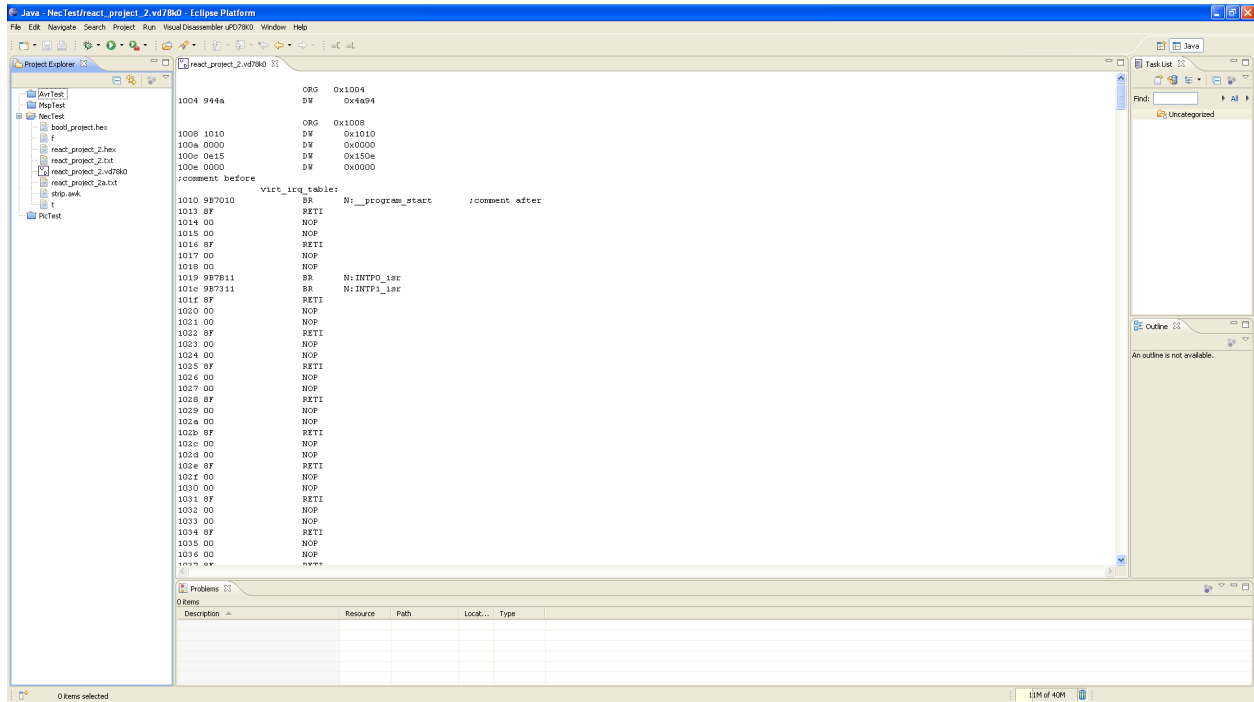 Java - NecTest/react_project_2.vd78k0 - Eclipse Platform
File Edit Navigate Search Project Run Visual Disassembler uPD78K0 Window Help
Java
Project Explorer
AvrTest
MspTest
NecTest
bootl_project.hex
f
react_project_2.hex
react_project_2.txt
react_project_2.vd78k0
react_project_2a.txt
strip.awk
t
PicTest
react_project_2.vd78k0
ORG 0x1004
1004 944a DW 0x4a94
ORG 0x1008
1008 1010 DW 0x1010
100a 0000 DW 0x0000
100c 0e15 DW 0x150e
100e 0000 DW 0x0000
;comment before
virt_irq_table:
1010 9B7010 BR N:__program_start ;comment after
1013 8F RETI
1014 00 NOP
1015 00 NOP
1016 8F RETI
1017 00 NOP
1018 00 NOP
1019 9B7B11 BR N:INTP0_isr
101c 9B7311 BR N:INTP1_isr
101f 8F RETI
1020 00 NOP
1021 00 NOP
1022 8F RETI
1023 00 NOP
1024 00 NOP
1025 8F RETI
1026 00 NOP
1027 00 NOP
1028 8F RETI
1029 00 NOP
102a 00 NOP
102b 8F RETI
102c 00 NOP
102d 00 NOP
102e 8F RETI
102f 00 NOP
1030 00 NOP
1031 8F RETI
1032 00 NOP
1033 00 NOP
1034 8F RETI
1035 00 NOP
1036 00 NOP
1037 8F RETI
Task List
Find: All
Uncategorized
Outline
An outline is not available.
Problems
0 items
Description Resource Path Locat... Type
0 items selected
11M of 40M